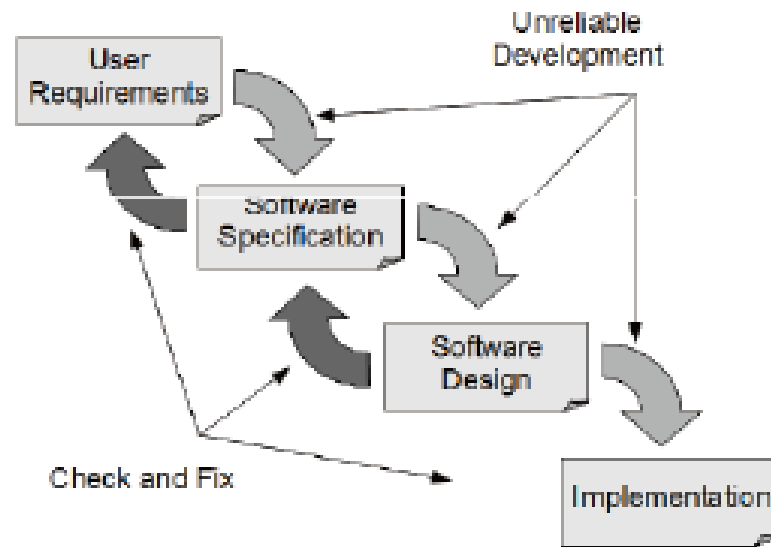 Unreliable
Development
User
Requirements
Software
Specification
Software
Design
Check and Fix
Implementation